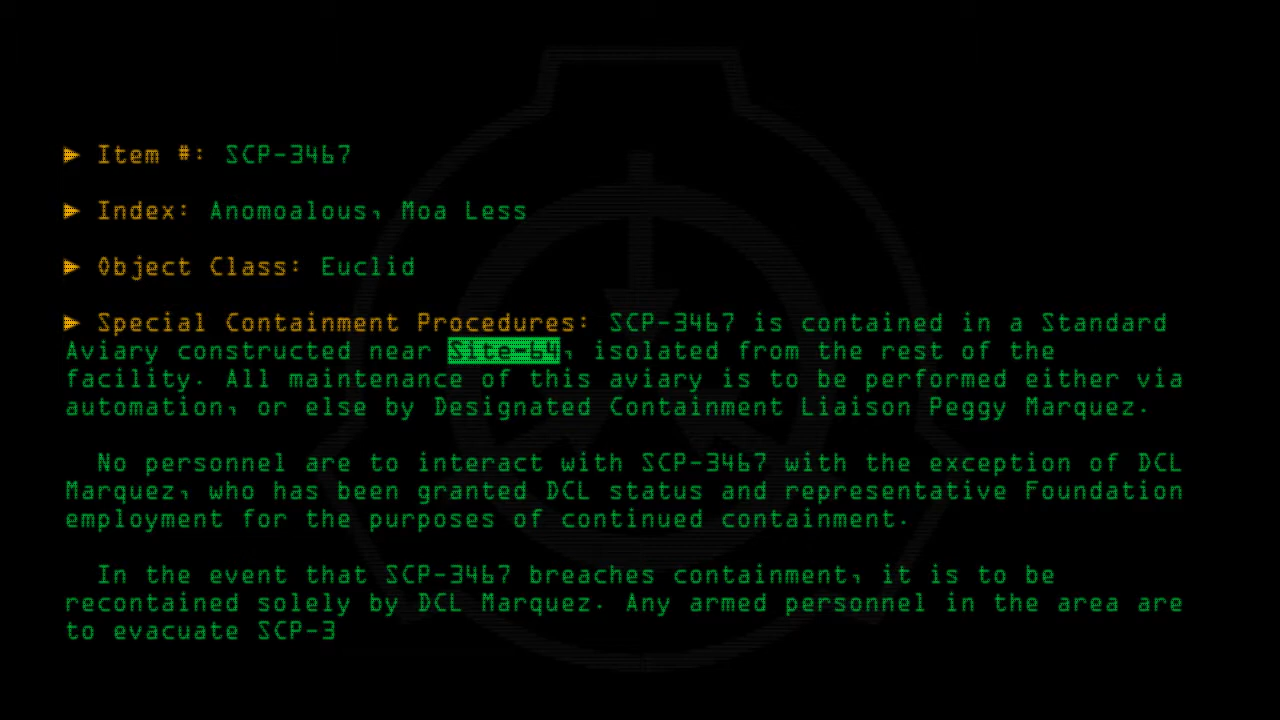 ► Item #: SCP-3467
► Index: Anomoalous, Moa Less
► Object Class: Euclid
► Special Containment Procedures: SCP-3467 is contained in a Standard
Aviary constructed near Site-64, isolated from the rest of the
facility. All maintenance of this aviary is to be performed either via
automation, or else by Designated Containment Liaison Peggy Marquez.
No personnel are to interact with SCP-3467 with the exception of DCL
Marquez, who has been granted DCL status and representative Foundation
employment for the purposes of continued containment.
In the event that SCP-3467 breaches containment, it is to be
recontained solely by DCL Marquez. Any armed personnel in the area are
to evacuate SCP-3